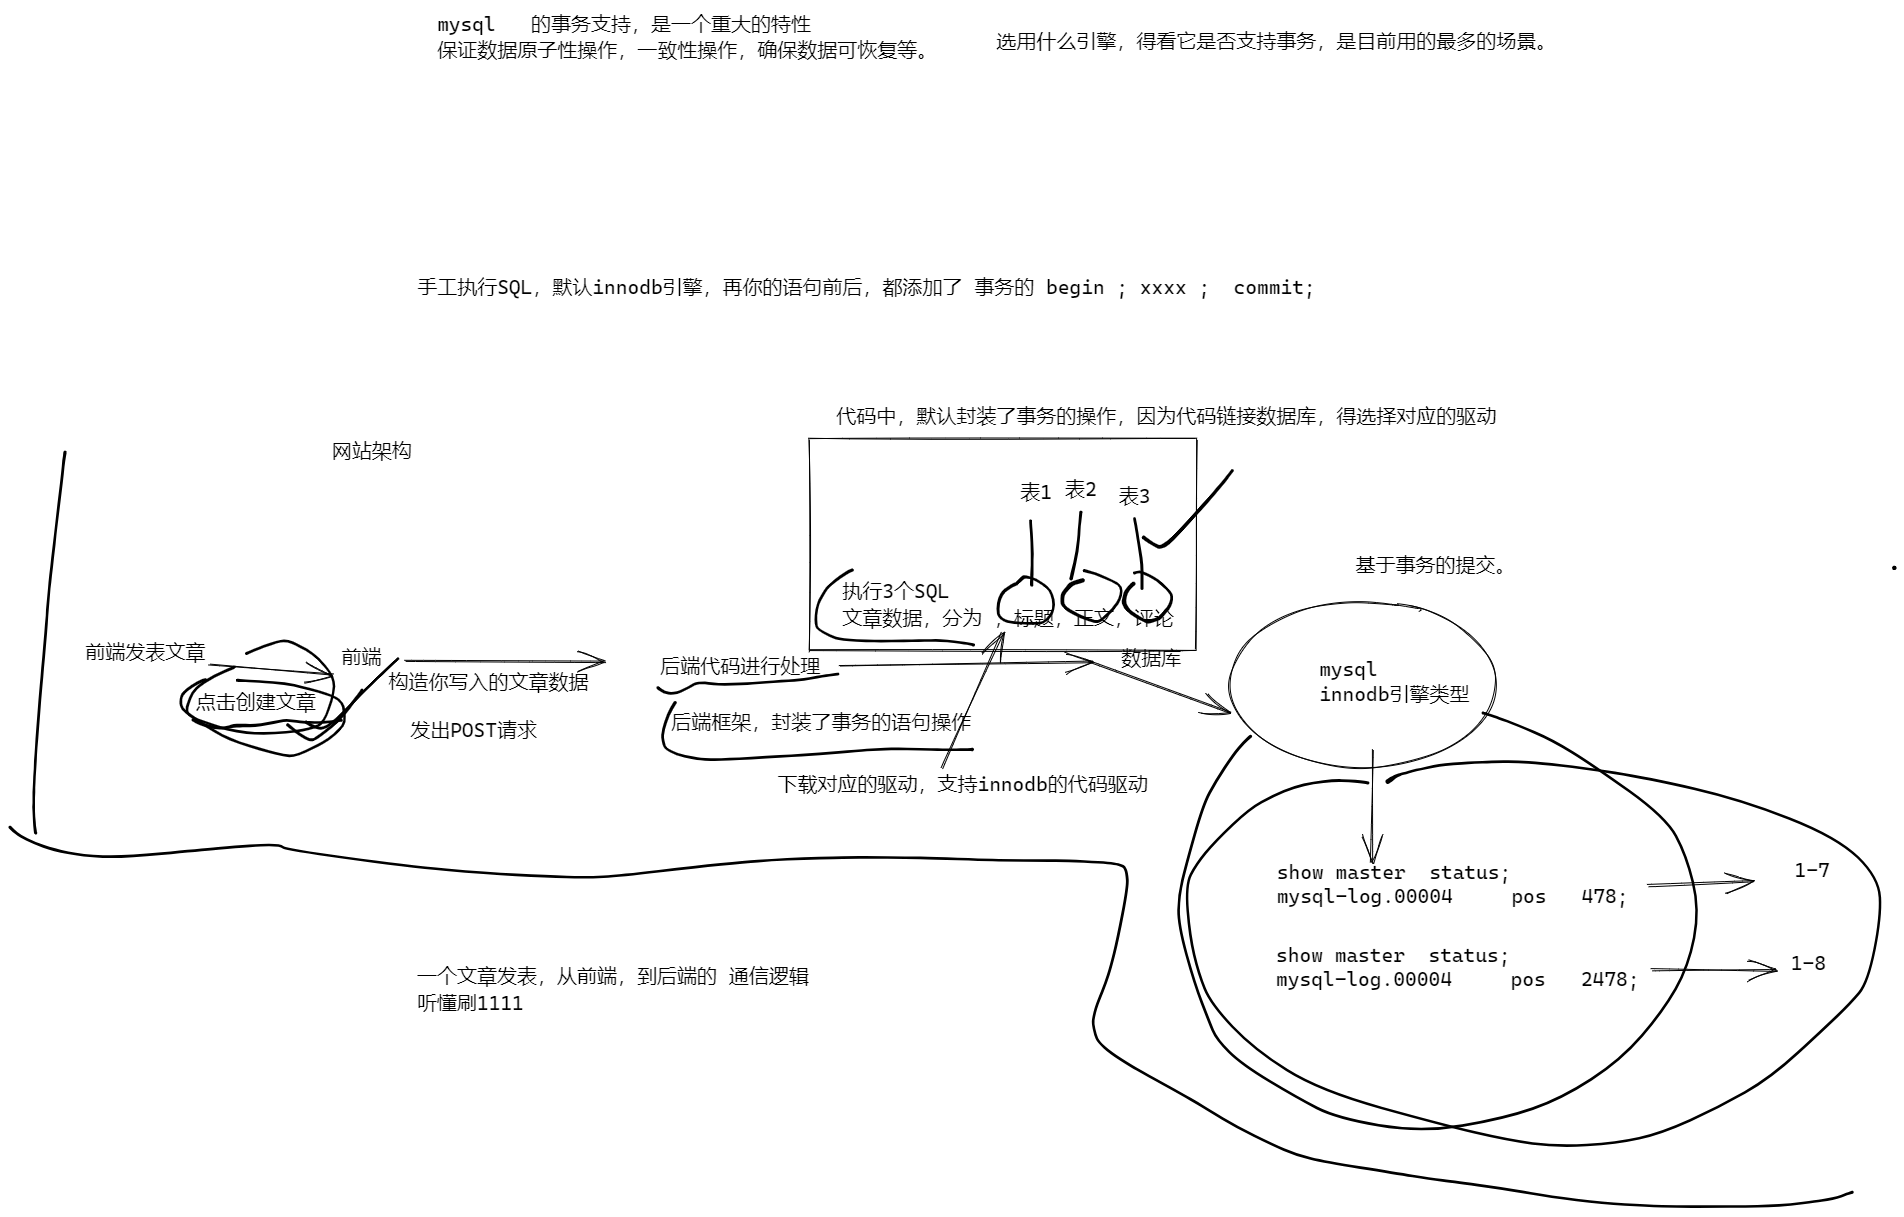 mysql 的事务支持，是一个重大的特性
保证数据原子性操作，一致性操作，确保数据可恢复等。
选用什么引擎，得看它是否支持事务，是目前用的最多的场景。
手工执行SQL，默认innodb引擎，再你的语句前后，都添加了 事务的 begin ; xxxx ; commit;
代码中，默认封装了事务的操作，因为代码链接数据库，得选择对应的驱动
网站架构
表1
表2
表3
基于事务的提交。
执行3个SQL
文章数据，分为 ，标题，正文，评论
前端发表文章
前端
点击创建文章
构造你写入的文章数据
发出POST请求
后端代码进行处理
数据库
后端框架，封装了事务的语句操作
下载对应的驱动，支持innodb的代码驱动
mysql
innodb引擎类型
show master status;
mysql-log.00004 pos 478;
1-7
show master status;
mysql-log.00004 pos 2478;
1-8
一个文章发表，从前端，到后端的 通信逻辑
听懂刷1111